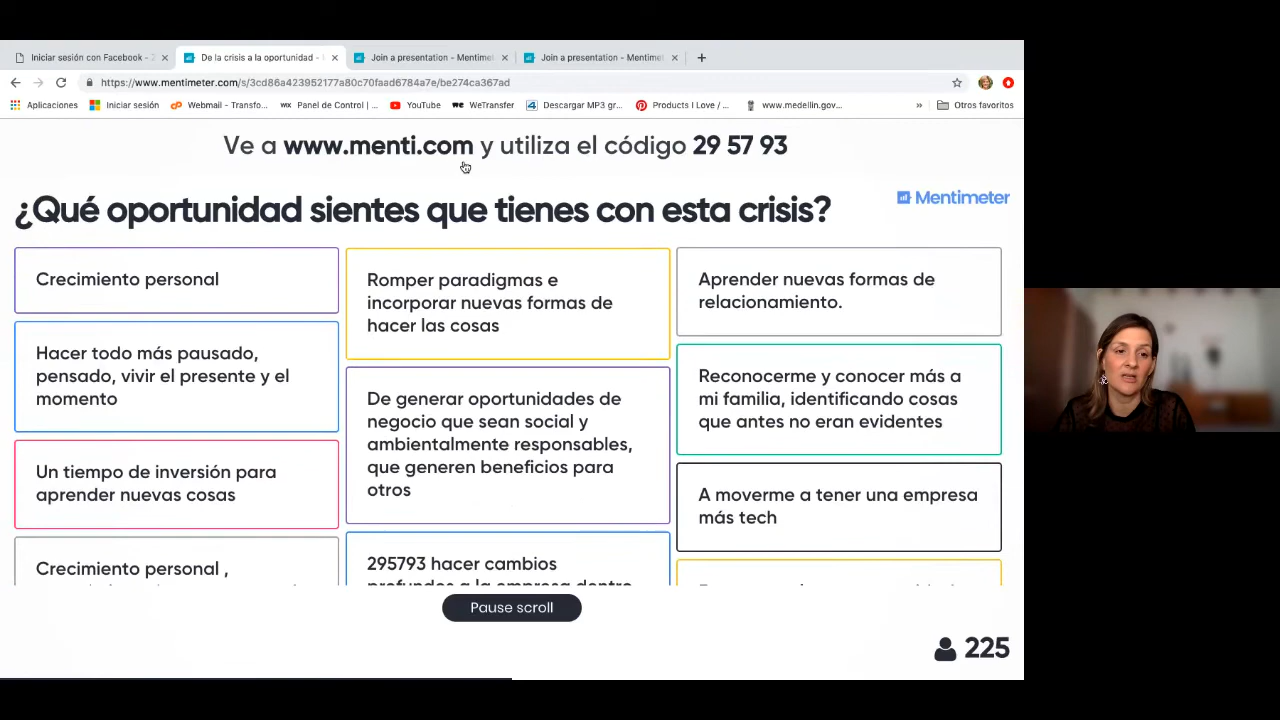 Iniciar sesión con Facebook - 2
De la crisis a la oportunidad -
Join a presentation - Mentime
Join a presentation - Mentime
https://www.mentimeter.com/s/3cd86a423952177a80c70faad6784a7e/be274ca367ad
Aplicaciones
Iniciar sesión
Webmail - Transfo...
Panel de Control | ...
YouTube
WeTransfer
Descargar MP3 gr...
Products I Love / ...
www.medellin.gov...
Otros favoritos
Ve a www.menti.com y utiliza el código 29 57 93
Mentimeter
¿Qué oportunidad sientes que tienes con esta crisis?
Crecimiento personal
Hacer todo más pausado,
pensado, vivir el presente y el
momento
Un tiempo de inversión para
aprender nuevas cosas
Crecimiento personal ,
Romper paradigmas e
incorporar nuevas formas de
hacer las cosas
De generar oportunidades de
negocio que sean social y
ambientalmente responsables,
que generen beneficios para
otros
295793 hacer cambios
profundos a la empresa dentro
Aprender nuevas formas de
relacionamiento.
Reconocerme y conocer más a
mi familia, identificando cosas
que antes no eran evidentes
A moverme a tener una empresa
más tech
Pause scroll
225